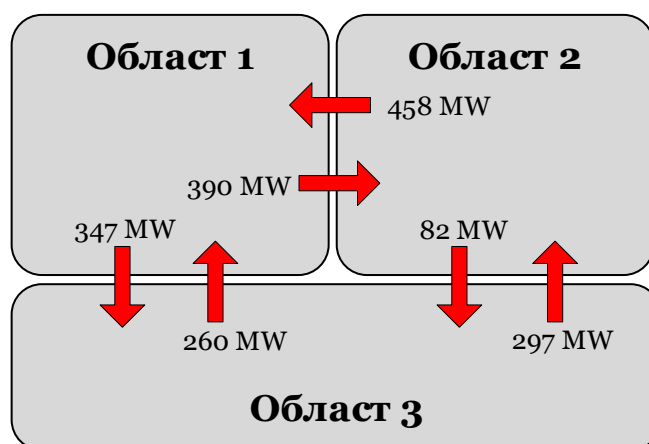 Област 1
Област 2
458 MW
390 MW
347 MW
82 MW
260 MW
297 MW
Област 3